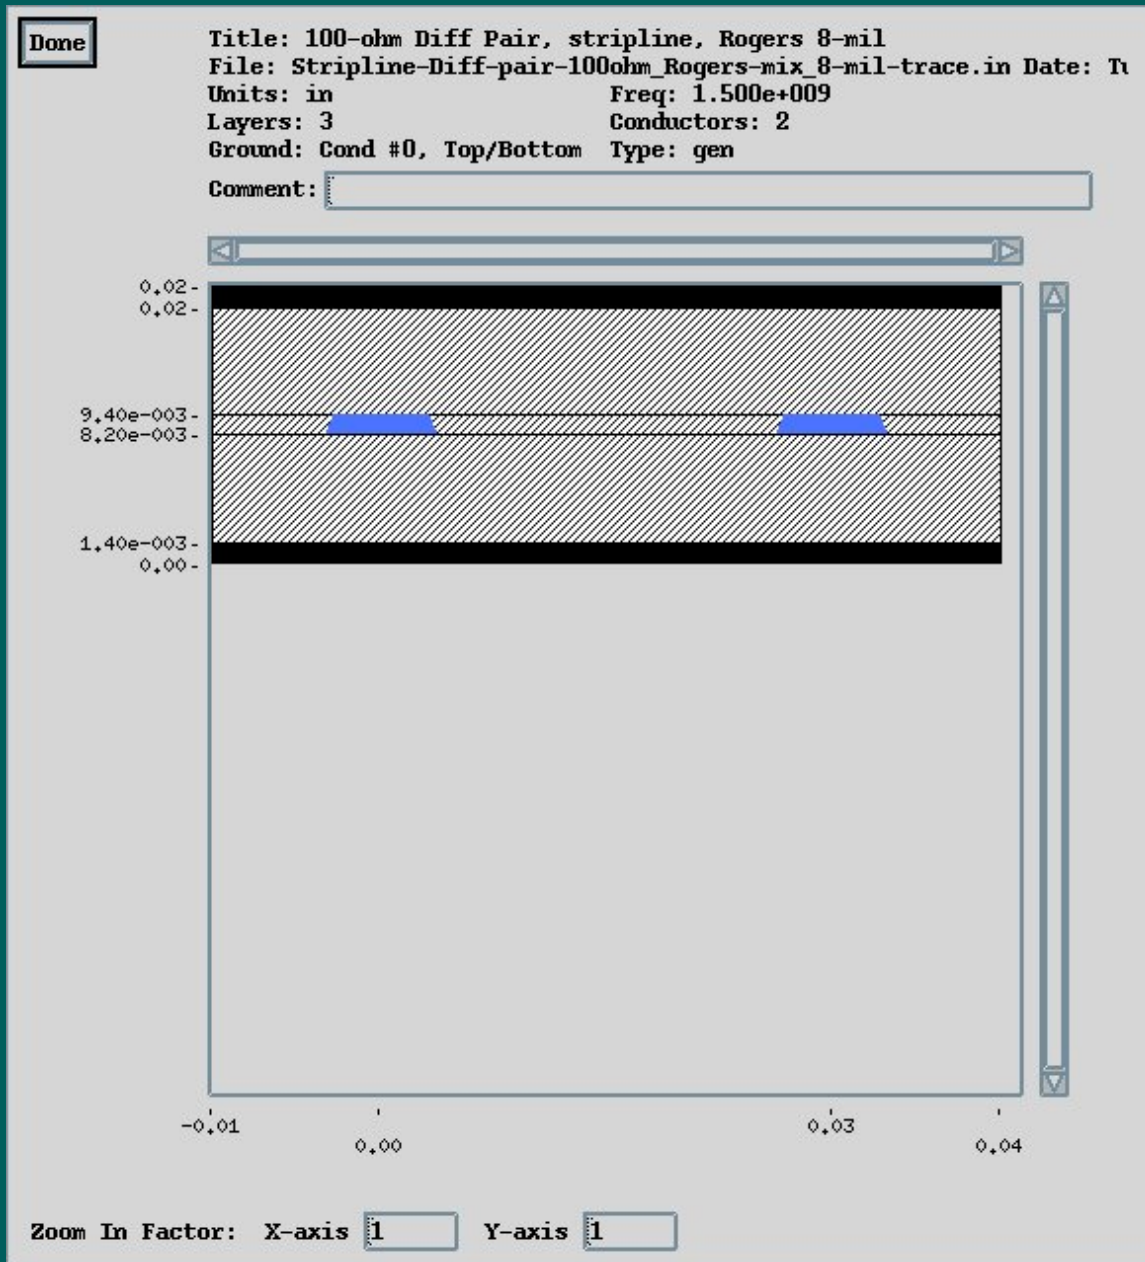 Done
Title: 100-ohm Diff Pair, stripline, Rogers 8-mil
File: Stripline-Diff-pair-100ohm_Rogers-mix_8-mil-trace.in Date: Tu
Units: in Freq: 1.500e+009
Layers: 3 Conductors: 2
Ground: Cond #0, Top/Bottom Type: gen
Comment:
0.02-
0.02-
9.40e-003-
8.20e-003-
1.40e-003-
0.00-
-0.01 0.03
0.00 0.04
Zoom In Factor: X-axis 1 Y-axis 1